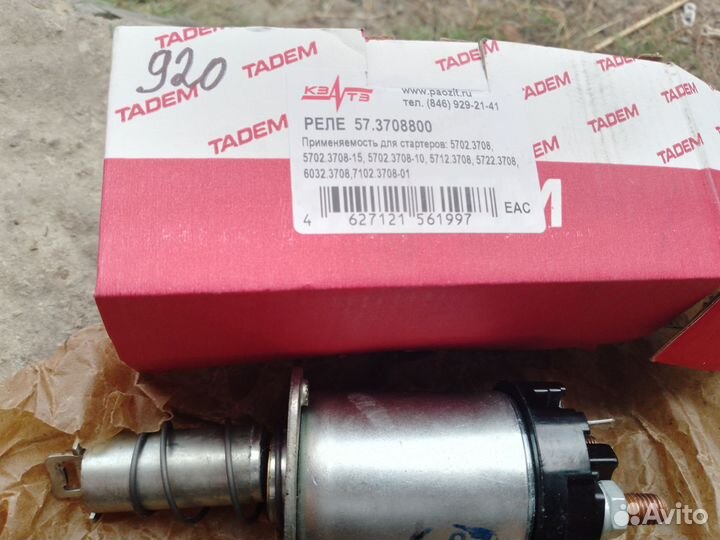 TADEM
TADEM TADEM TADEM
920
TADEM TADEM
TADEM
КЗАТЭ
www.paozit.ru
тел. (846) 929-21-41
РЕЛЕ 57.3708800
Применяемость для стартеров: 5702.3708,
5702.3708-15, 5702.3708-10, 5712.3708, 5722.3708,
6032.3708,7102.3708-01
4 627121 561997
EAC
Avito